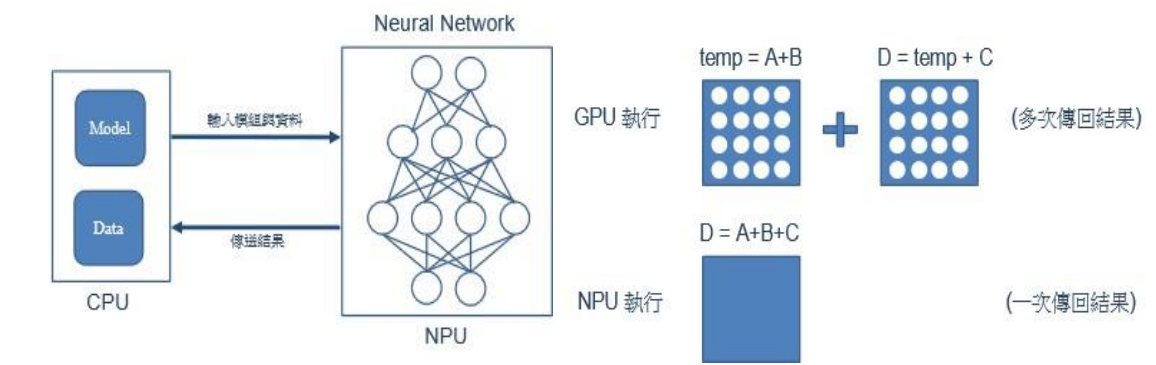 Neural Network
Model
Data
CPU
輸入模組與資料
傳送結果
NPU
temp = A+B
D = temp + C
GPU 執行
(多次傳回結果)
D = A+B+C
NPU 執行
(一次傳回結果)